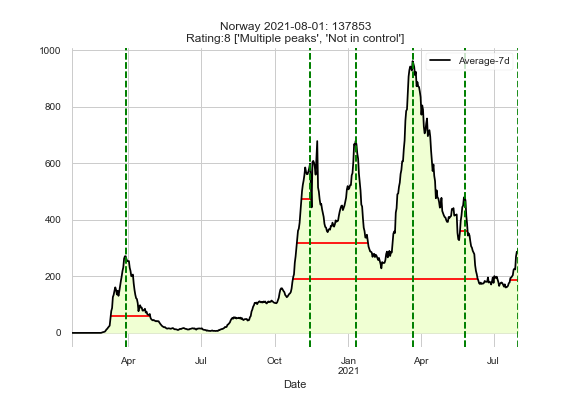 Norway 2021-08-01: 137853
Rating:8 ['Multiple peaks', 'Not in control']
Average-7d
1000
800
600
400
200
0
Apr
Jul
Oct
Jan
2021
Apr
Jul
Date